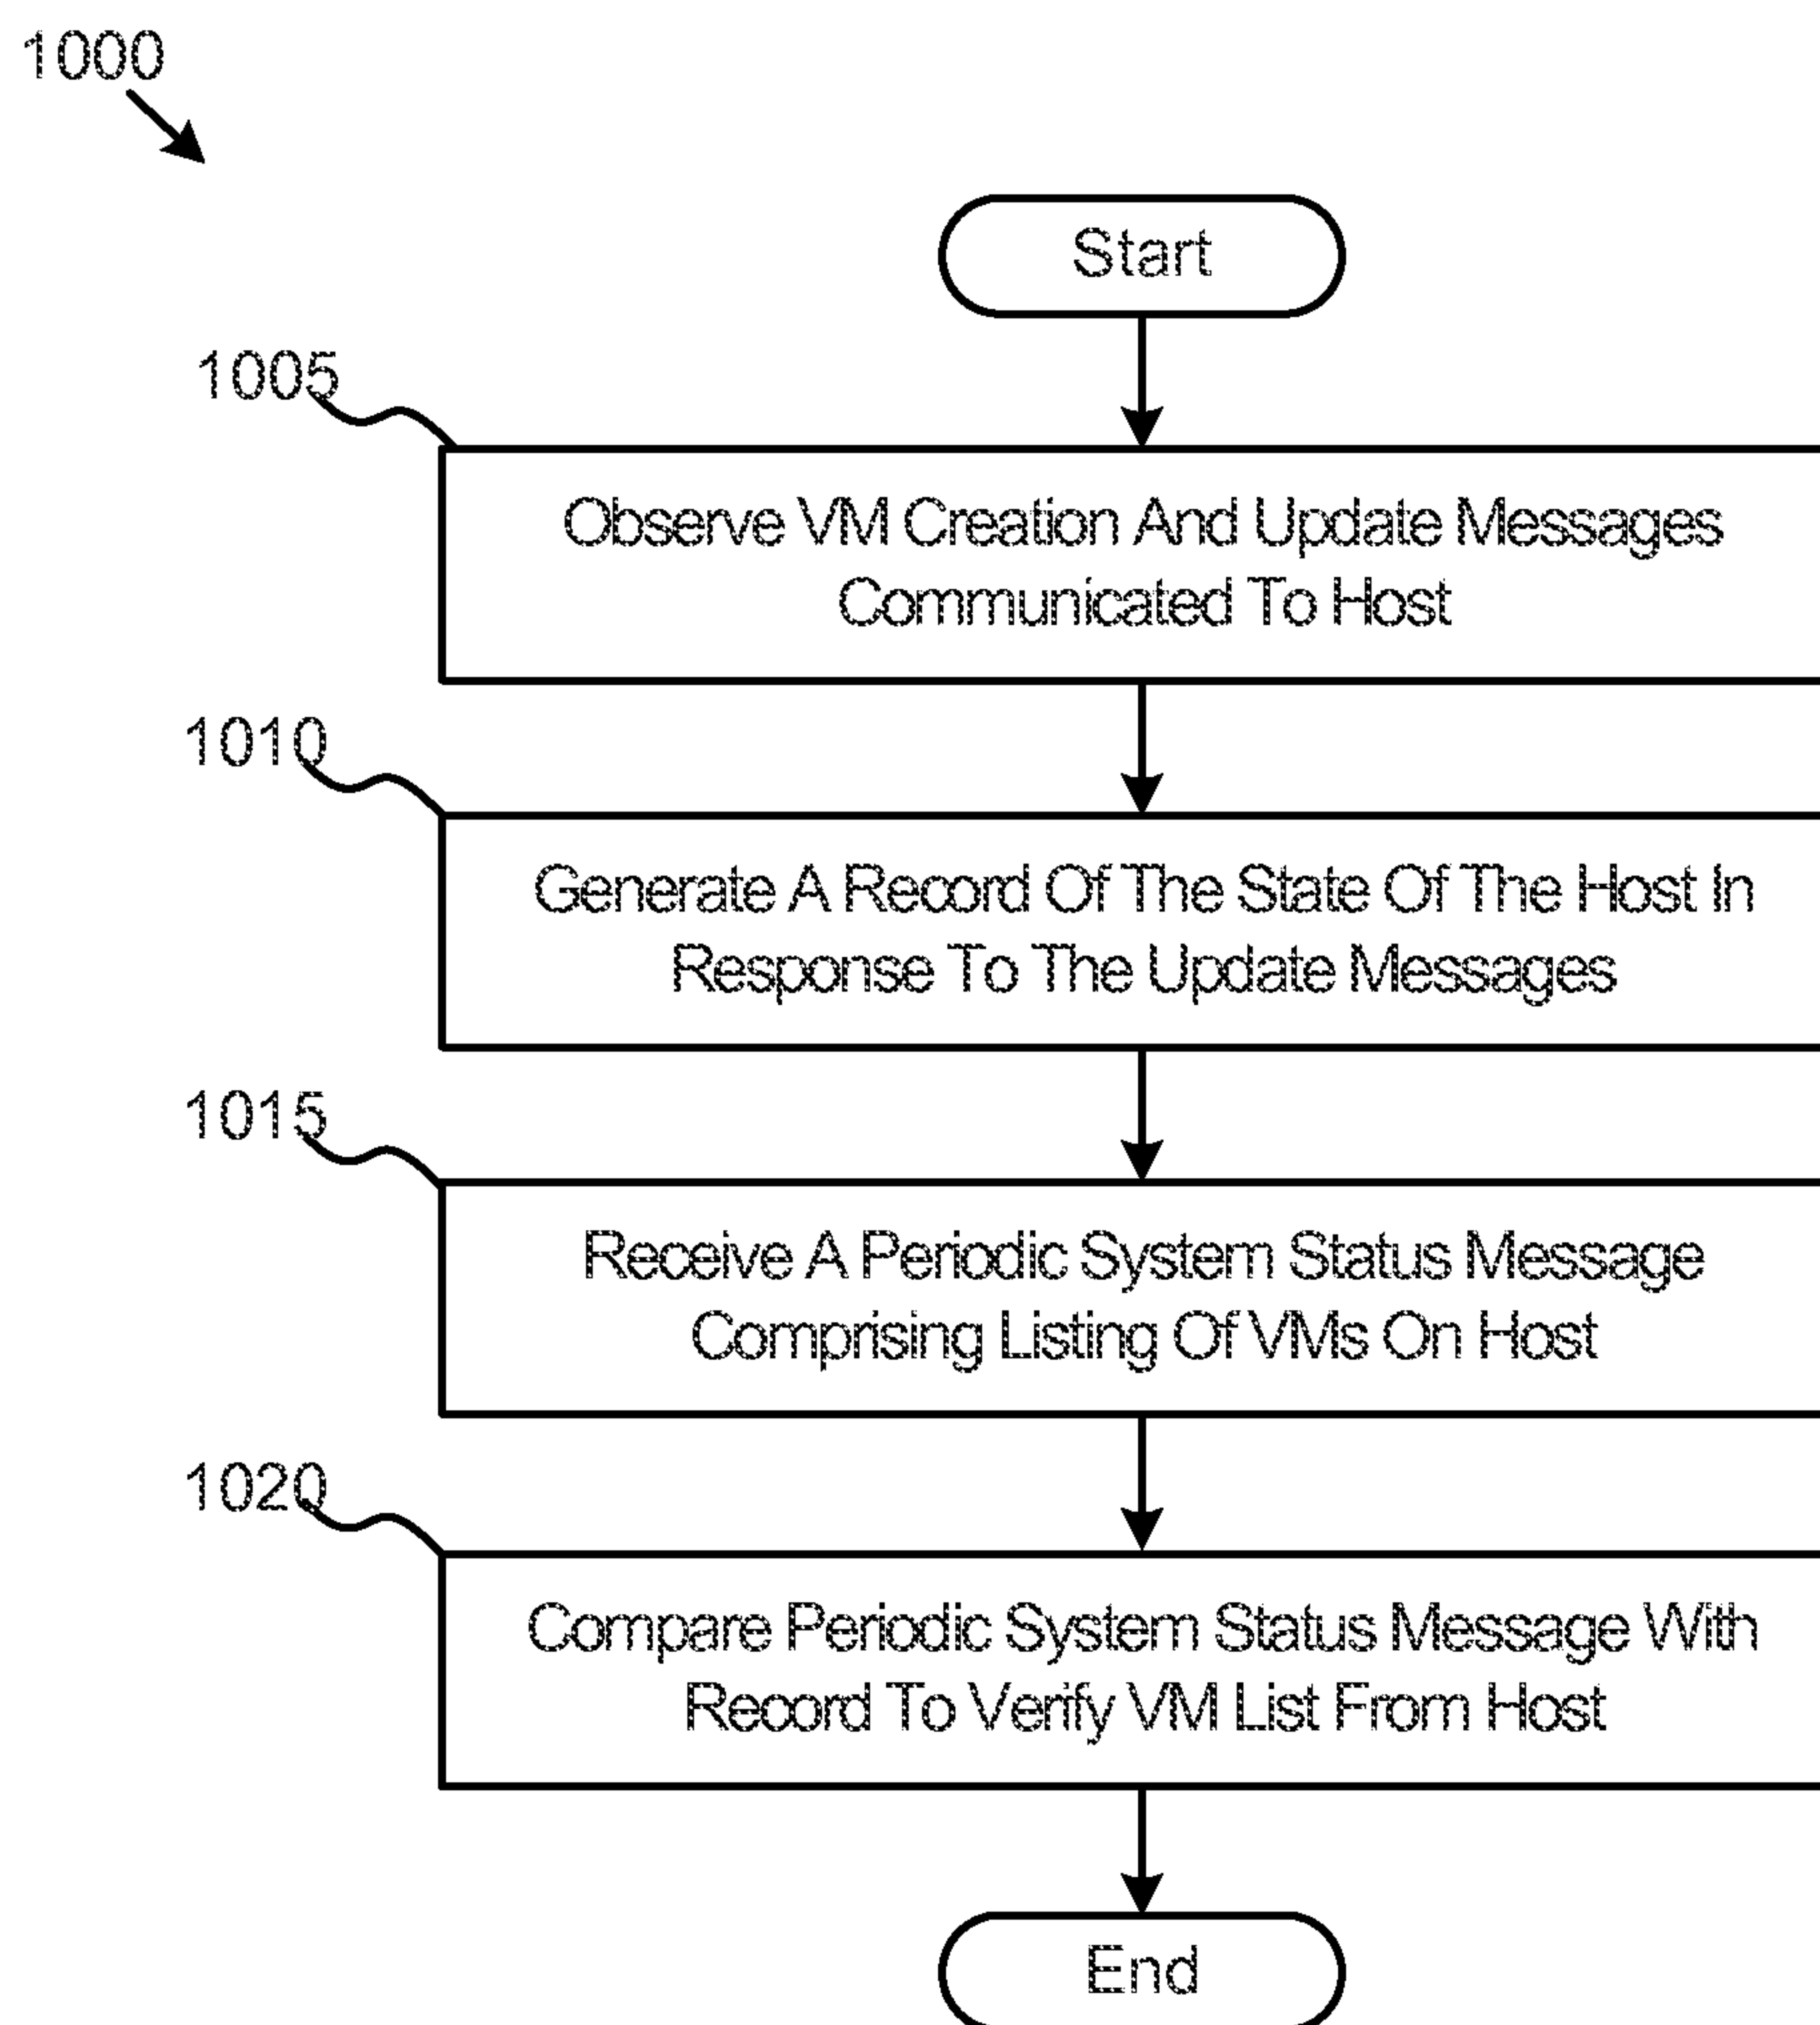 1000
Start
1005
Observe VM Creation And Update Messages
Communicated To Host
1010
Generate A Record Of The State Of The Host In
Response To The Update Messages
1015
Receive A Periodic System Status Message
Comprising Listing Of VMs On Host
1020
Compare Periodic System Status Message With
Record To Verify VM List From Host
End